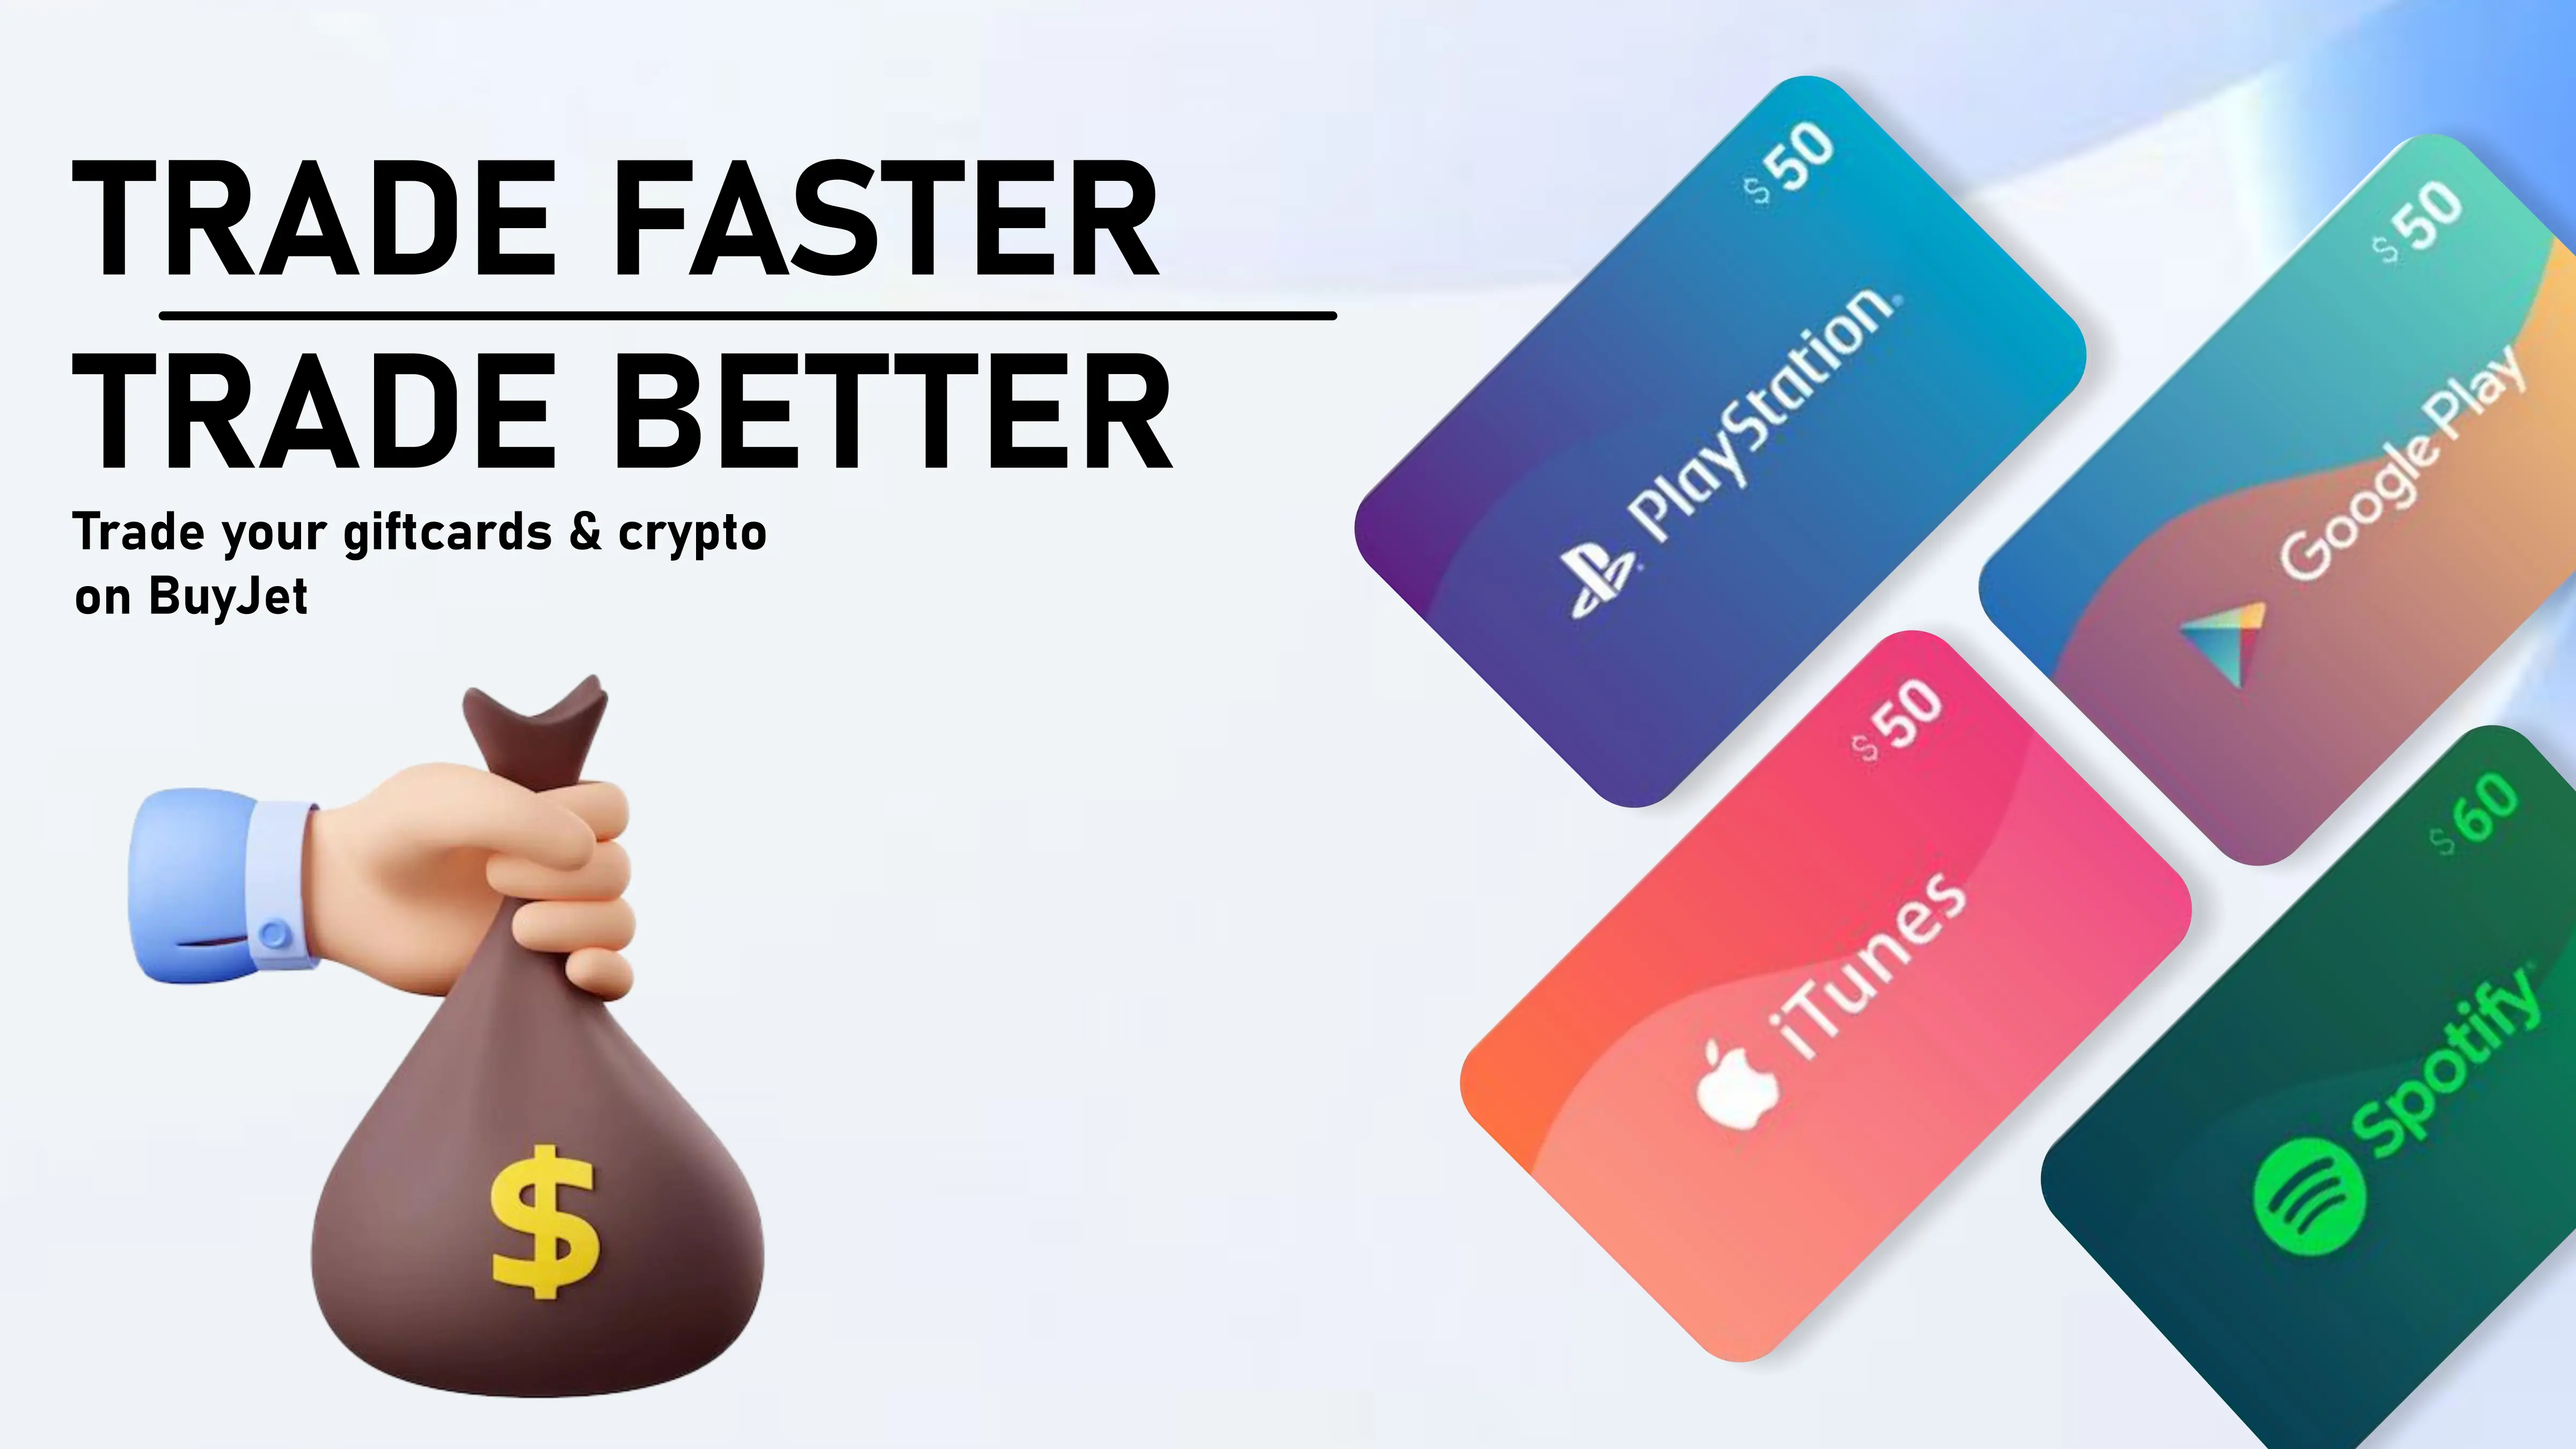 TRADE FASTER
TRADE BETTER
Trade your giftcards & crypto
on BuyJet
$
$ 50
PlayStation®
$ 50
Google Play
$ 50
iTunes
$ 60
Spotify